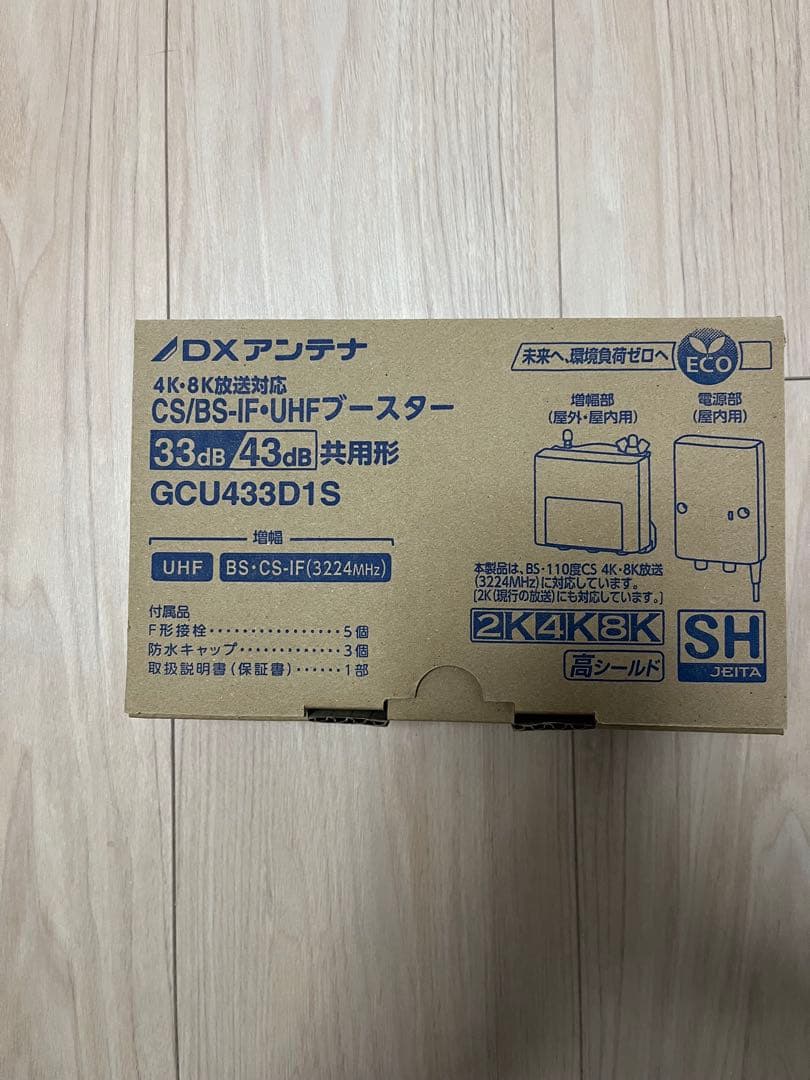 DXアンテナ
未来へ、環境負荷ゼロへ
ECO
4K・8K放送対応
CS/BS-IF・UHFブースター
33dB/43dB共用形
GCU433D1S
増幅部
(屋外・屋内用)
電源部
(屋内用)
増幅
UHF BS・CS-IF(3224MHz)
付属品
F形接栓・・・・・・・・・・・・・・・・5個
防水キャップ・・・・・・・・・・・・3個
取扱説明書(保証書)・・・・・・1部
本製品は、BS・110度CS 4K・8K放送
(3224MHz)に対応しています。
[2K(現行の放送)にも対応しています。]
2K4K8K
高シールド
SH
JEITA